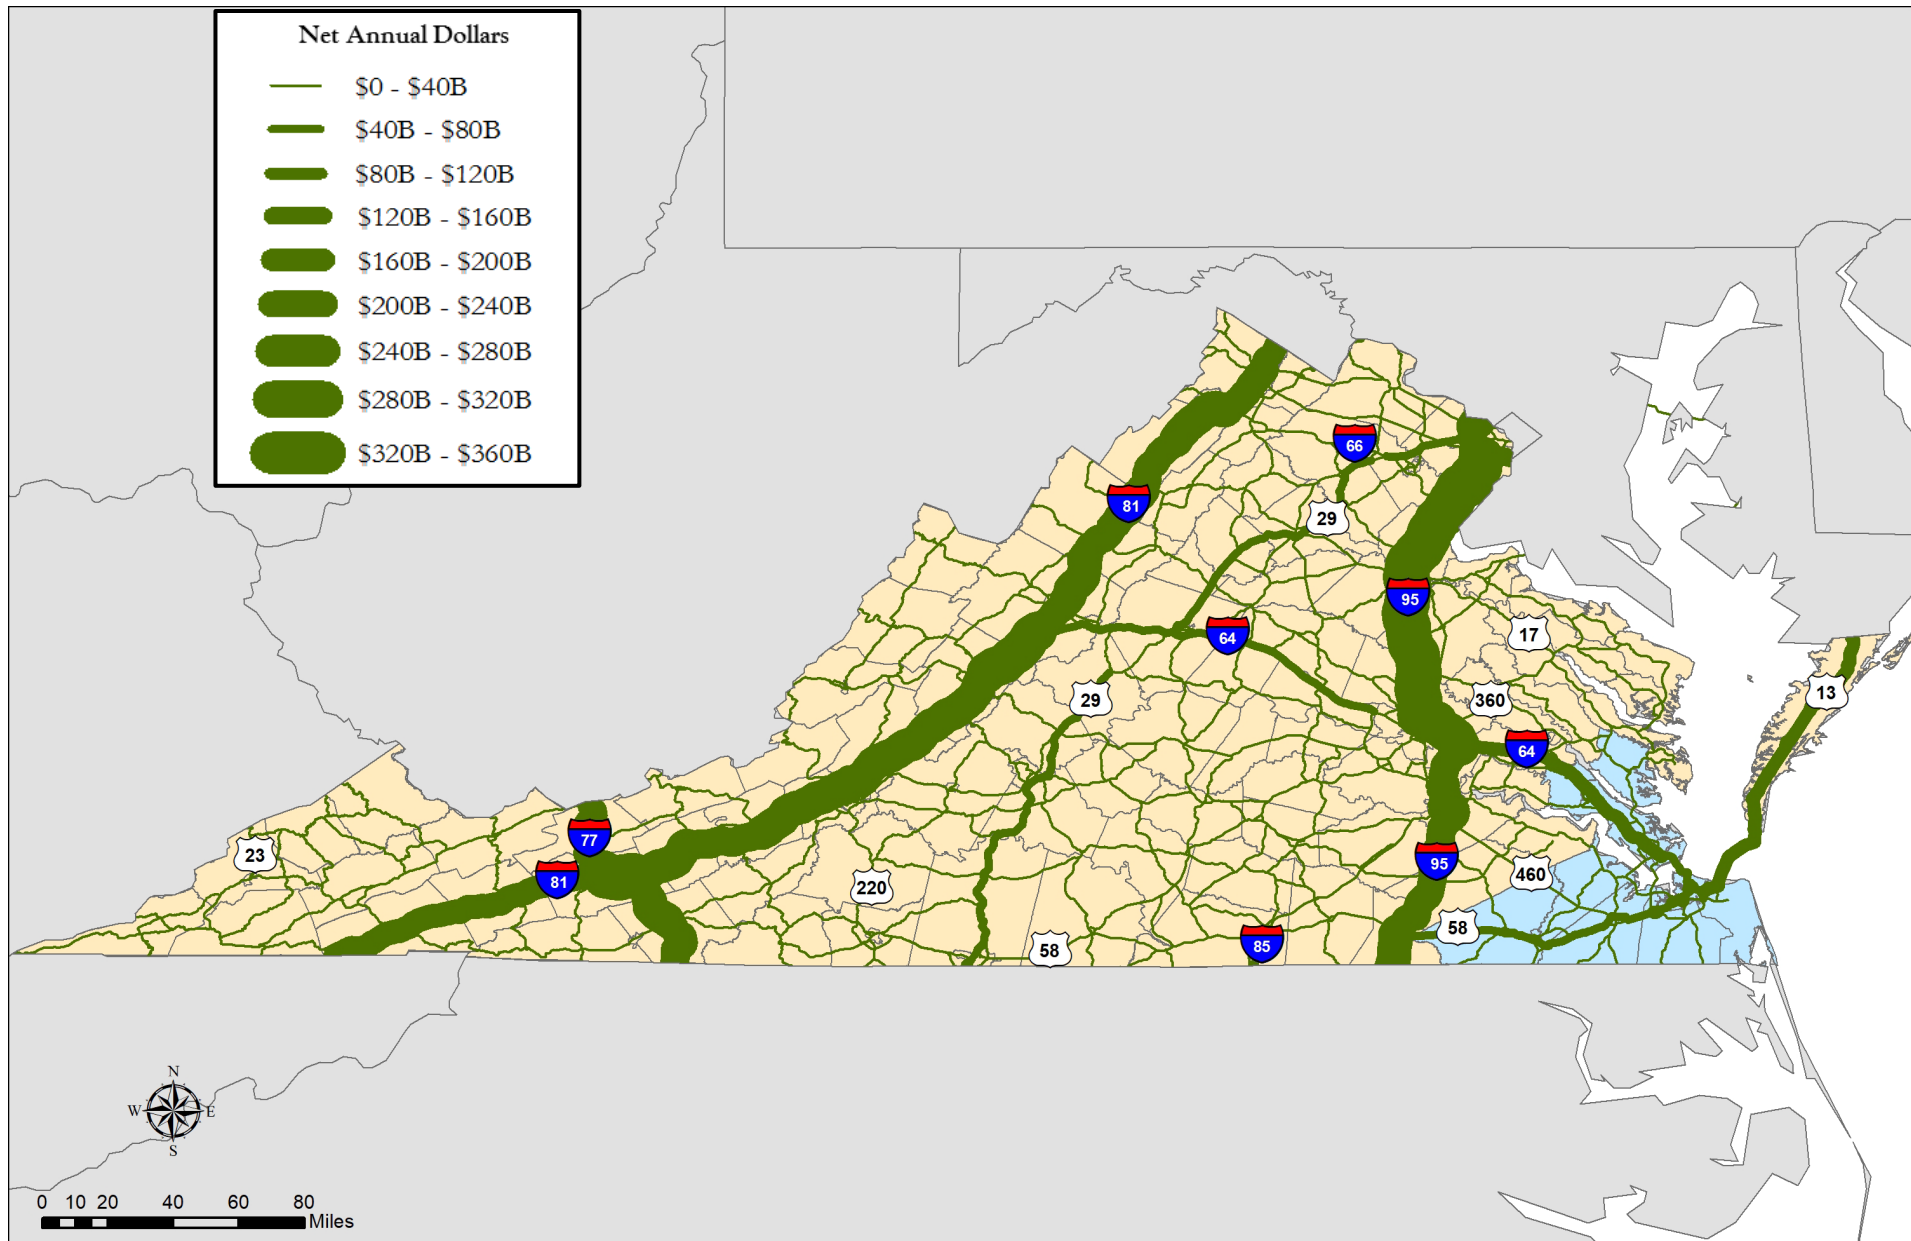 Net Annual Dollars
$0 - $40B
$40B - $80B
$80B - $120B
$120B - $160B
$160B - $200B
$200B - $240B
$240B - $280B
$280B - $320B
$320B - $360B
66
81
29
95
64
17
29
360
13
64
77
23
81
95
220
460
58
85
58
N
W E
S
0 10 20 40 60 80
Miles